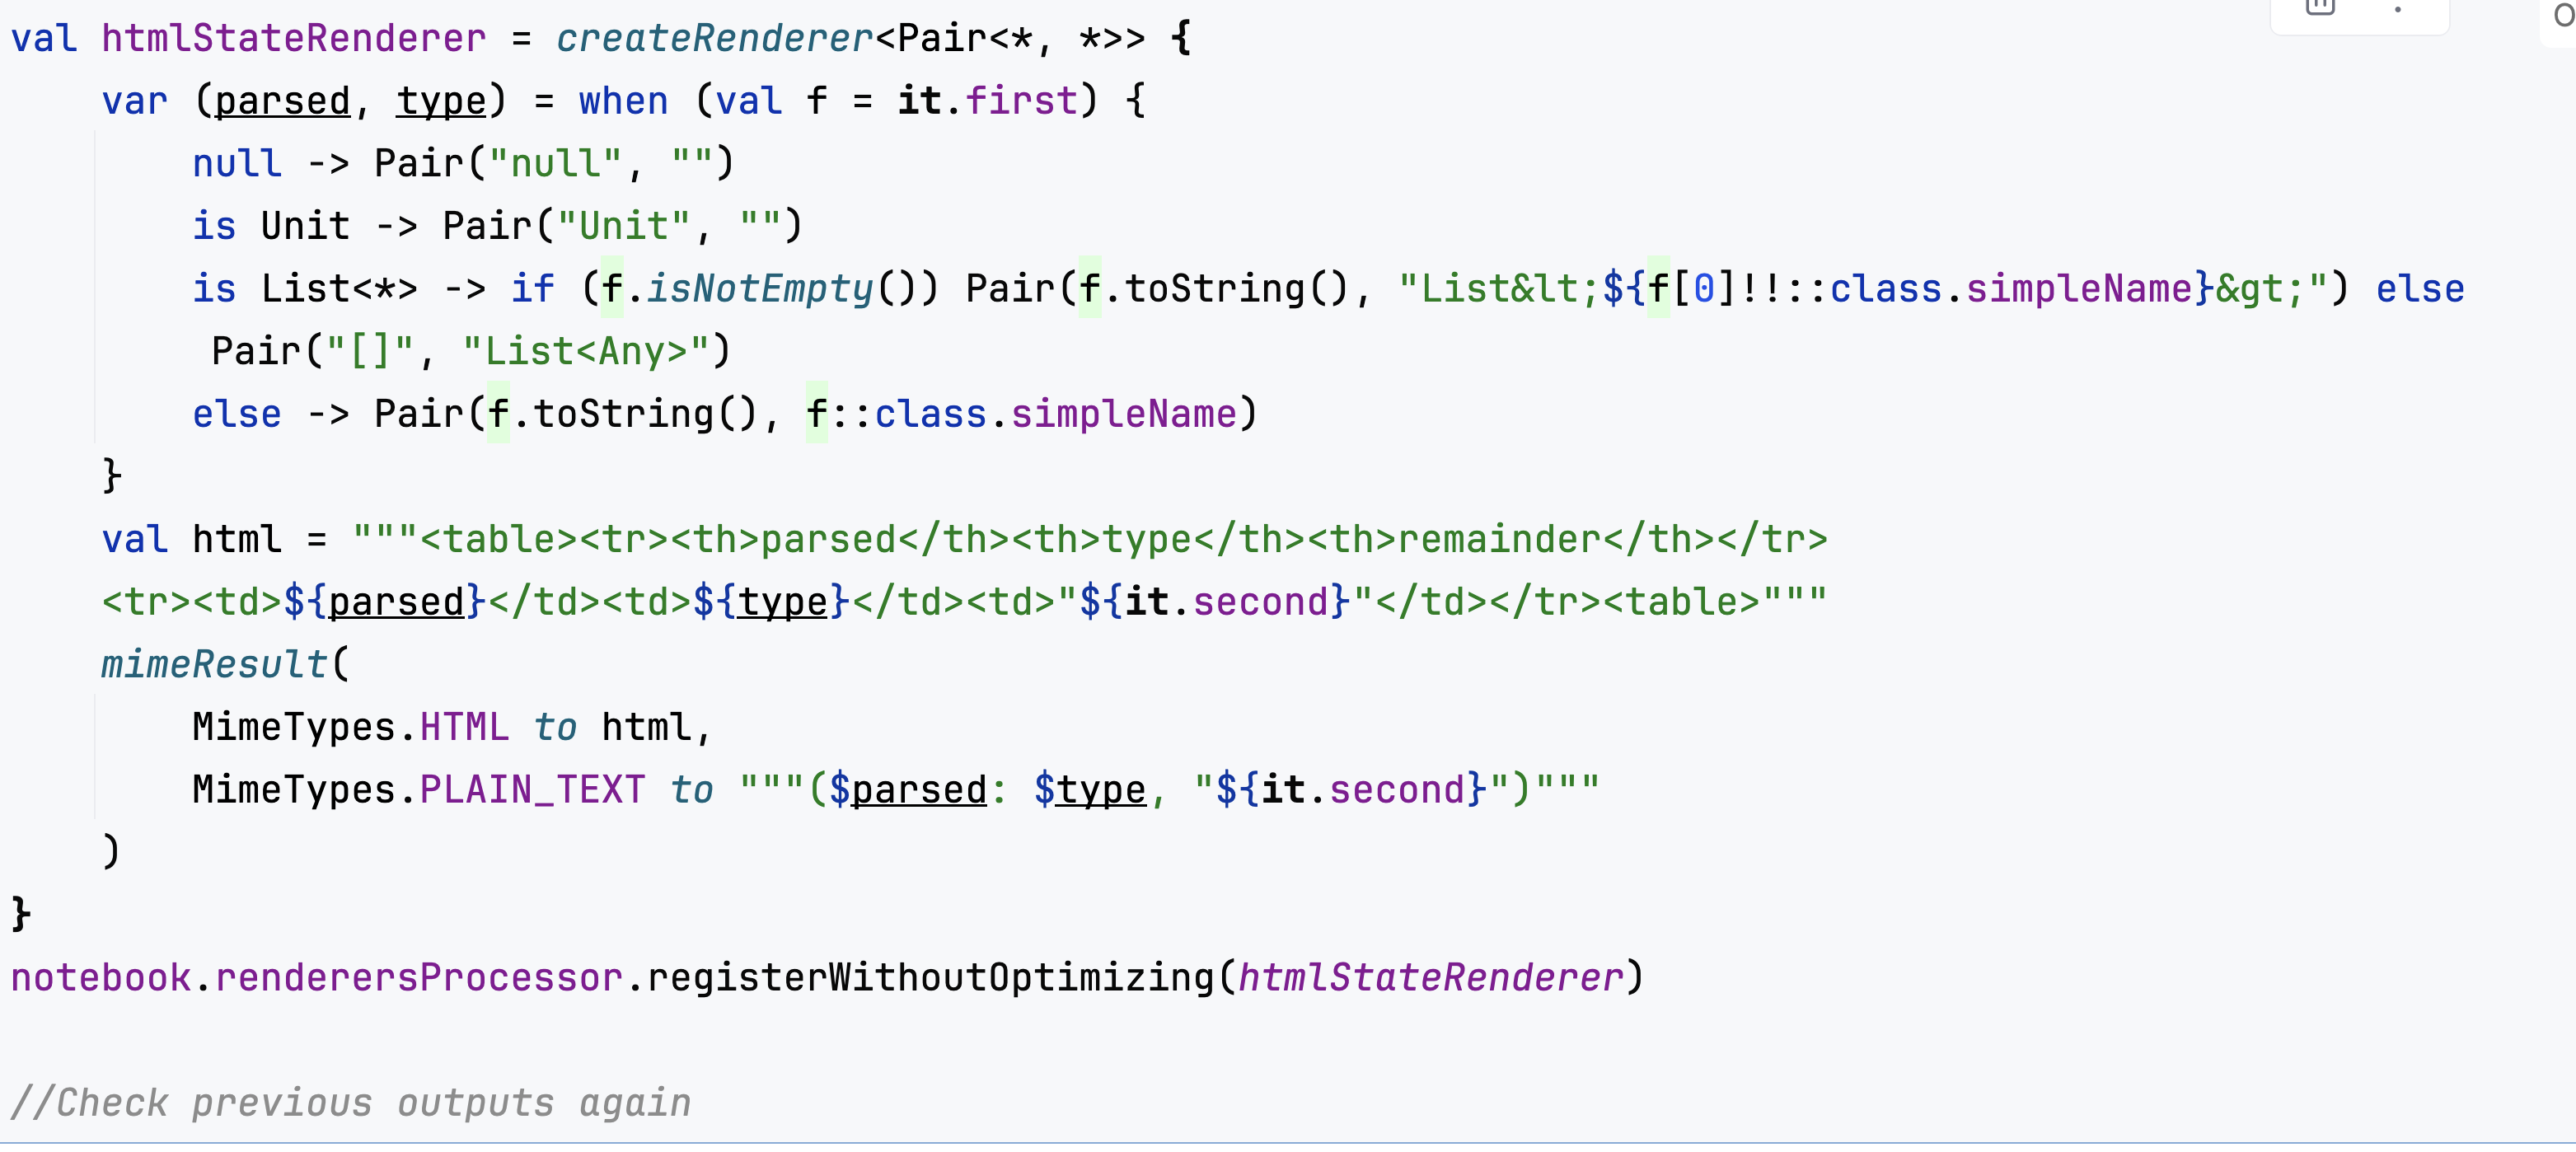 val htmlStateRenderer = createRenderer<Pair<*, *>> {
    var (parsed, type) = when (val f = it.first) {
        null -> Pair("null", "")
        is Unit -> Pair("Unit", "")
        is List<*> -> if (f.isNotEmpty()) Pair(f.toString(), "List&lt;${f[0]!!::class.simpleName}&gt;") else
         Pair("[]", "List<Any>")
        else -> Pair(f.toString(), f::class.simpleName)
    }
    val html = """<table><tr><th>parsed</th><th>type</th><th>remainder</th></tr>
    <tr><td>${parsed}</td><td>${type}</td><td>"${it.second}"</td></tr><table>"""
    mimeResult(
        MimeTypes.HTML to html,
        MimeTypes.PLAIN_TEXT to """($parsed: $type, "${it.second}")"""
    )
}
notebook.renderersProcessor.registerWithoutOptimizing(htmlStateRenderer)

//Check previous outputs again